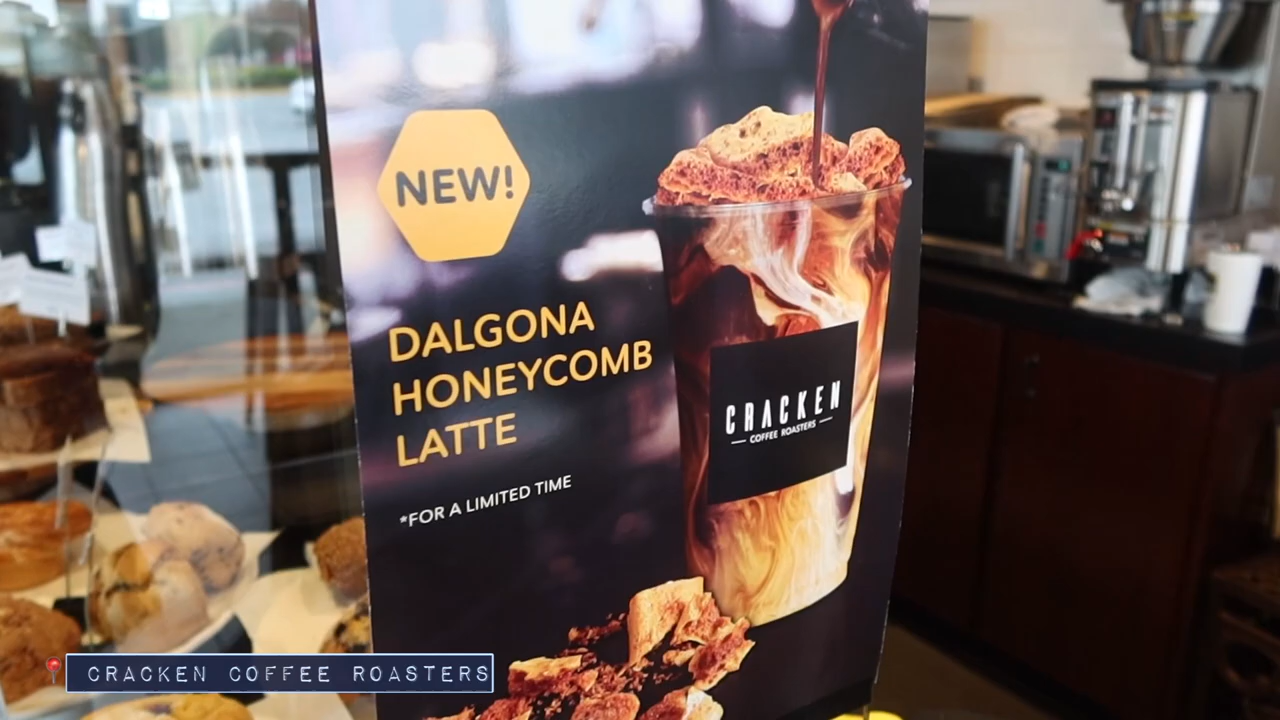 NEW!
DALGONA
HONEYCOMB
LATTE
*FOR A LIMITED TIME
CRACKEN
COFFEE ROASTERS
CRACKEN COFFEE ROASTERS